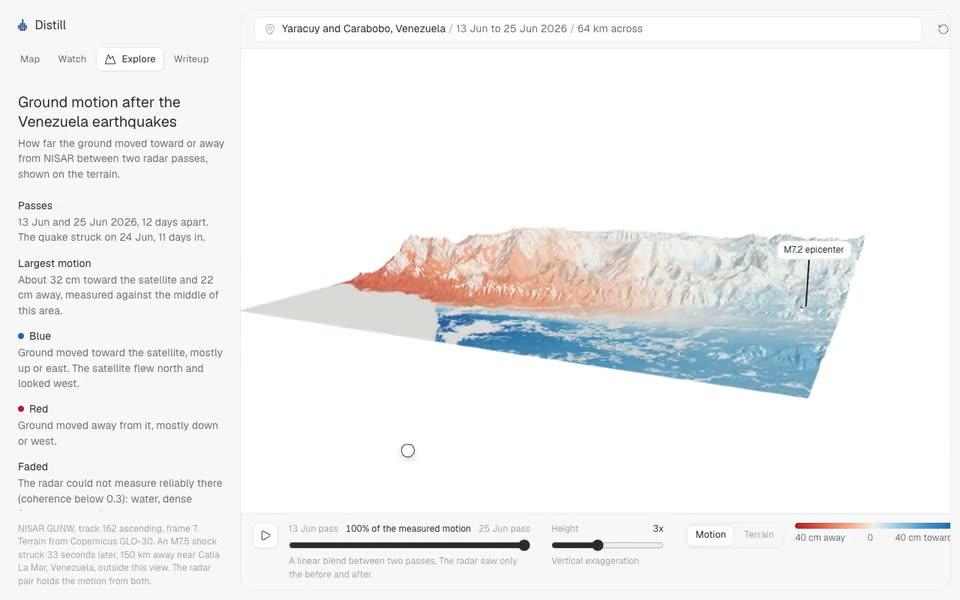 Distill
Map
Watch
Explore
Writeup
Ground motion after the
Venezuela earthquakes
How far the ground moved toward or away
from NISAR between two radar passes,
shown on the terrain.
Passes
13 Jun and 25 Jun 2026, 12 days apart.
The quake struck on 24 Jun, 11 days in.
Largest motion
About 32 cm toward the satellite and 22
cm away, measured against the middle of
this area.
Blue
Ground moved toward the satellite, mostly
up or east. The satellite flew north and
looked west.
Red
Ground moved away from it, mostly down
or west.
Faded
The radar could not measure reliably there
(coherence below 0.3): water, dense
NISAR GUNW, track 162 ascending, frame 7.
Terrain from Copernicus GLO-30. An M7.5 shock
struck 33 seconds later, 150 km away near Catia
La Mar, Venezuela, outside this view. The radar
pair holds the motion from both.
Yaracuy and Carabobo, Venezuela / 13 Jun to 25 Jun 2026 / 64 km across
M7.2 epicenter
13 Jun pass 100% of the measured motion 25 Jun pass
A linear blend between two passes. The radar saw only
the before and after.
Height 3x
Vertical exaggeration
Motion
Terrain
40 cm away 0 40 cm toward